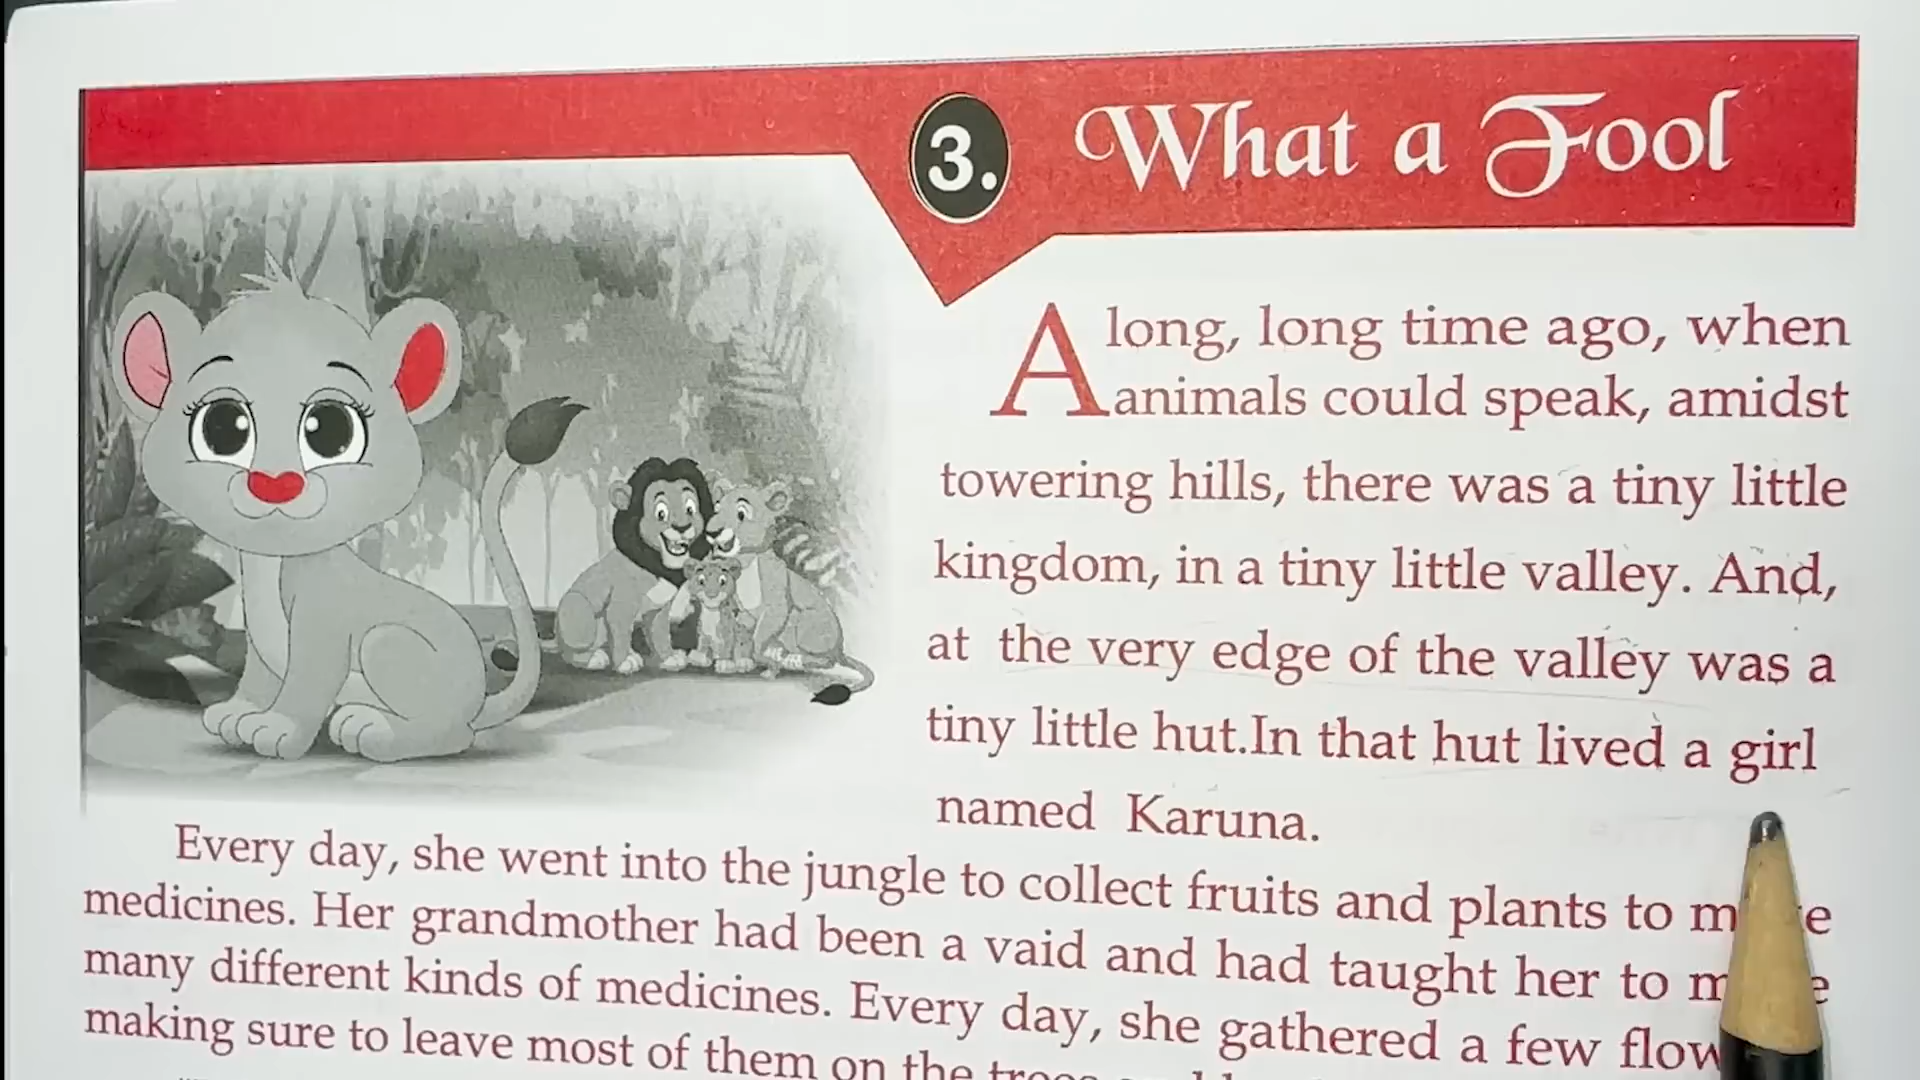 3. What a Fool
A long, long time ago, when
animals could speak, amidst
towering hills, there was a tiny little
kingdom, in a tiny little valley. And,
at the very edge of the valley was a
tiny little hut.In that hut lived a girl
named Karuna.
Every day, she went into the jungle to collect fruits and plants to
medicines. Her grandmother had been a vaid and had taught her to
many different kinds of medicines. Every day, she gathered a few
making sure to leave most of them on the